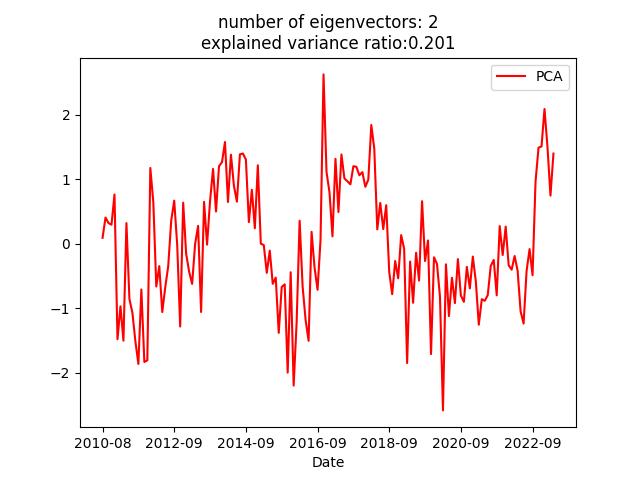 number of eigenvectors: 2
explained variance ratio:0.201
PCA
2
1
0
−1
−2
2010-08 2012-09 2014-09 2016-09 2018-09 2020-09 2022-09
Date